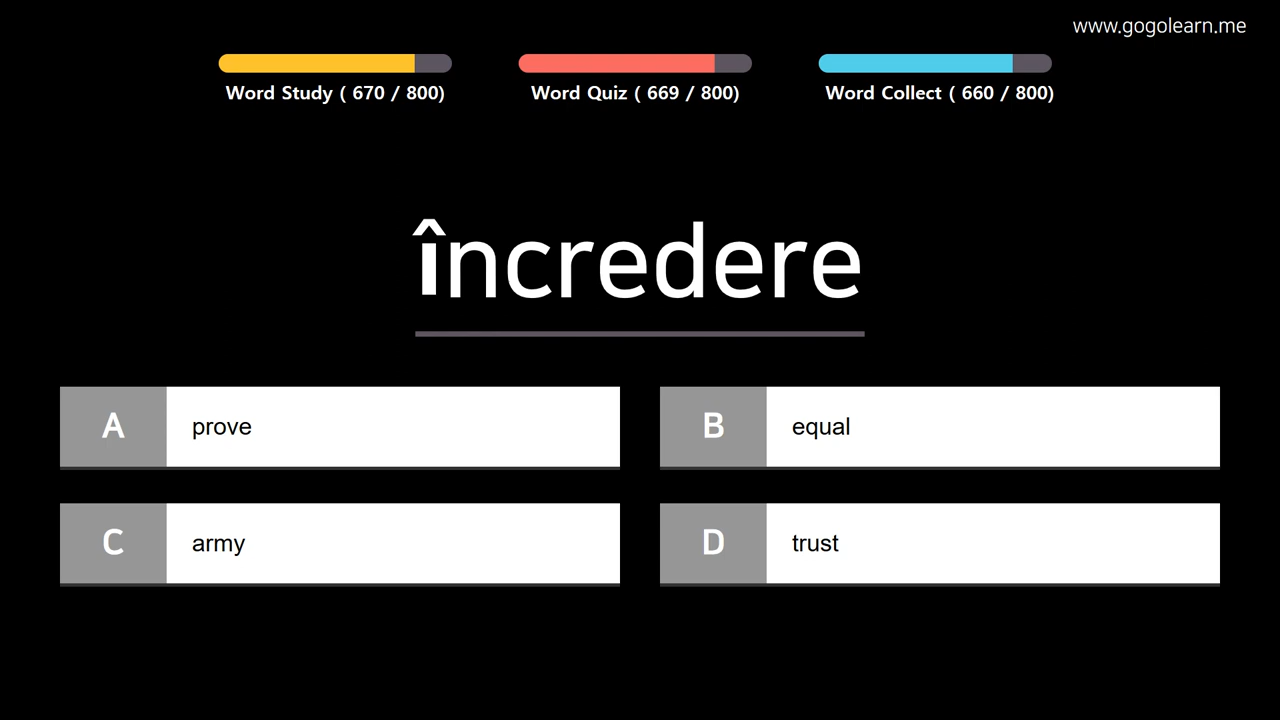 www.gogolearn.me
Word Study ( 670 / 800)
Word Quiz ( 669 / 800)
Word Collect ( 660 / 800)
încredere
A prove
B equal
C army
D trust